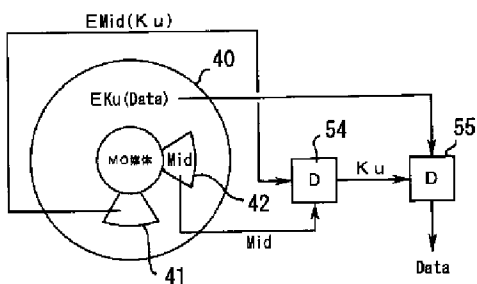 EMid(Ku)
40
EKu(Data)
54
55
MO媒体
Mid
D
Ku
D
42
41
Mid
Data